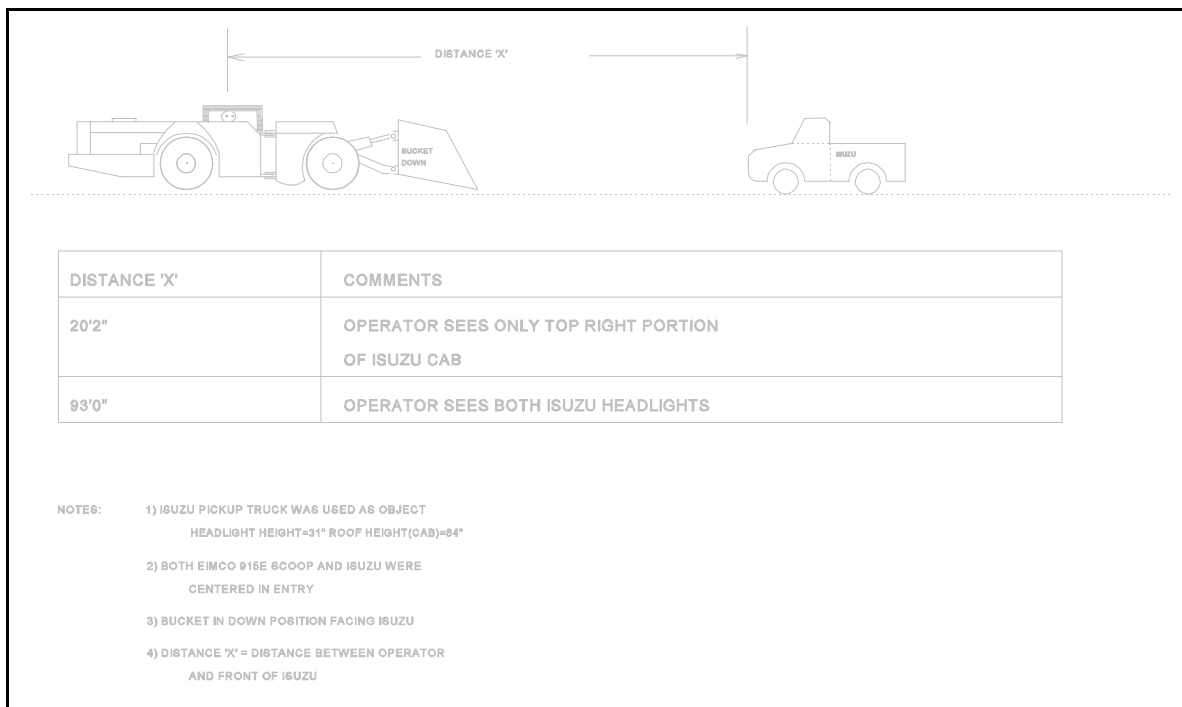 DISTANCE 'X'
BUCKET
DOWN
ISUZU
DISTANCE 'X'
COMMENTS
20'2"
OPERATOR SEES ONLY TOP RIGHT PORTION
OF ISUZU CAB
93'0"
OPERATOR SEES BOTH ISUZU HEADLIGHTS
NOTES: 1) ISUZU PICKUP TRUCK WAS USED AS OBJECT
HEADLIGHT HEIGHT=31" ROOF HEIGHT(CAB)=64"
2) BOTH EIMCO 915E SCOOP AND ISUZU WERE
CENTERED IN ENTRY
3) BUCKET IN DOWN POSITION FACING ISUZU
4) DISTANCE 'X' = DISTANCE BETWEEN OPERATOR
AND FRONT OF ISUZU